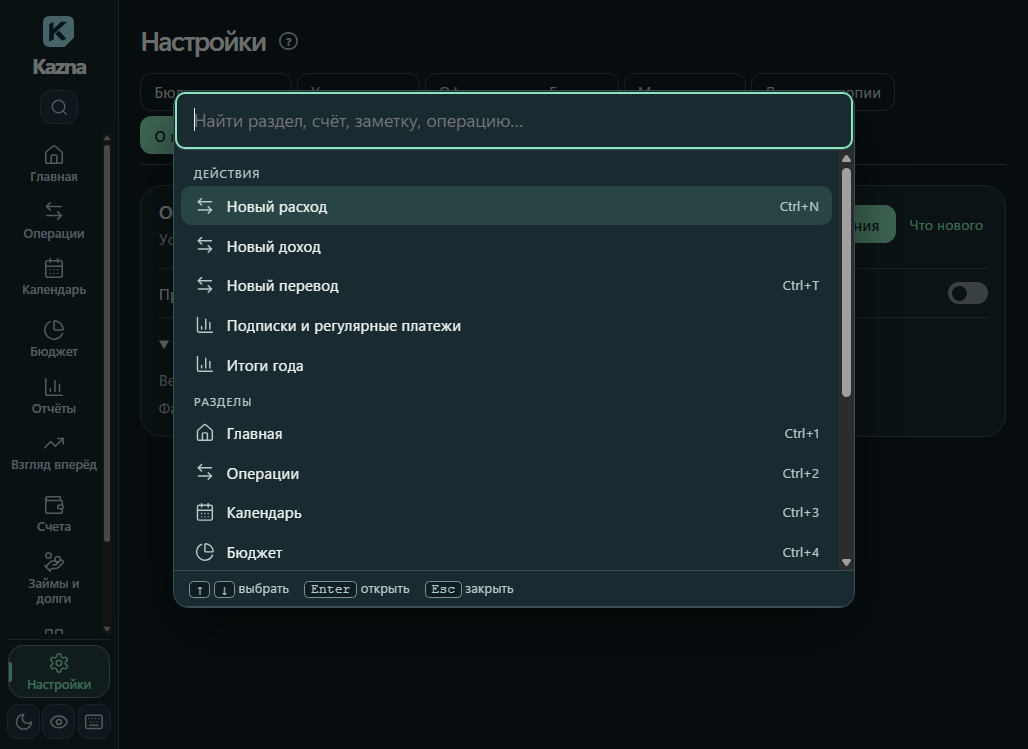 Kazna
Главная
Операции
Календарь
Бюджет
Отчёты
Взгляд вперёд
Счета
Займы и
долги
Настройки
Настройки ?
опии
Найти раздел, счёт, заметку, операцию...
ДЕЙСТВИЯ
Новый расход Ctrl+N
Новый доход
Новый перевод Ctrl+T
Подписки и регулярные платежи
Итоги года
РАЗДЕЛЫ
Главная Ctrl+1
Операции Ctrl+2
Календарь Ctrl+3
Бюджет Ctrl+4
↑ ↓ выбрать Enter открыть Esc закрыть
ния Что нового